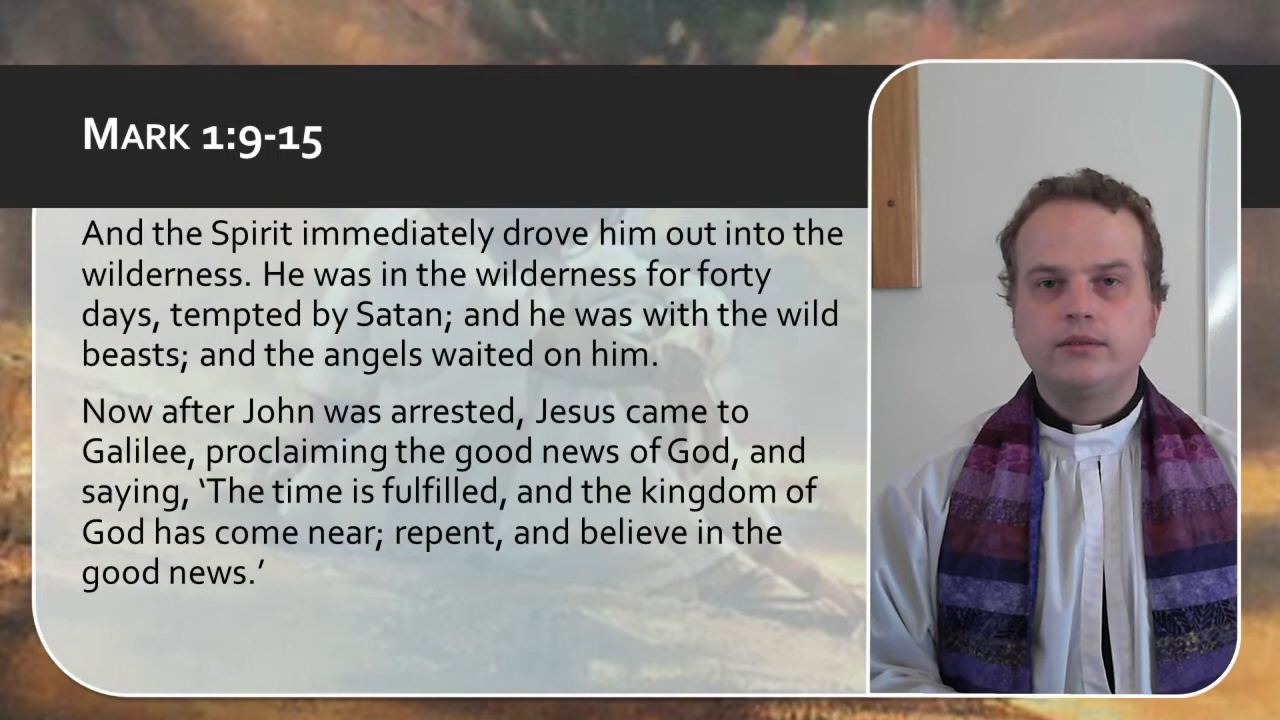 MARK 1:9-15
And the Spirit immediately drove him out into the
wilderness. He was in the wilderness for forty
days, tempted by Satan; and he was with the wild
beasts; and the angels waited on him.
Now after John was arrested, Jesus came to
Galilee, proclaiming the good news of God, and
saying, ‘The time is fulfilled, and the kingdom of
God has come near; repent, and believe in the
good news.’